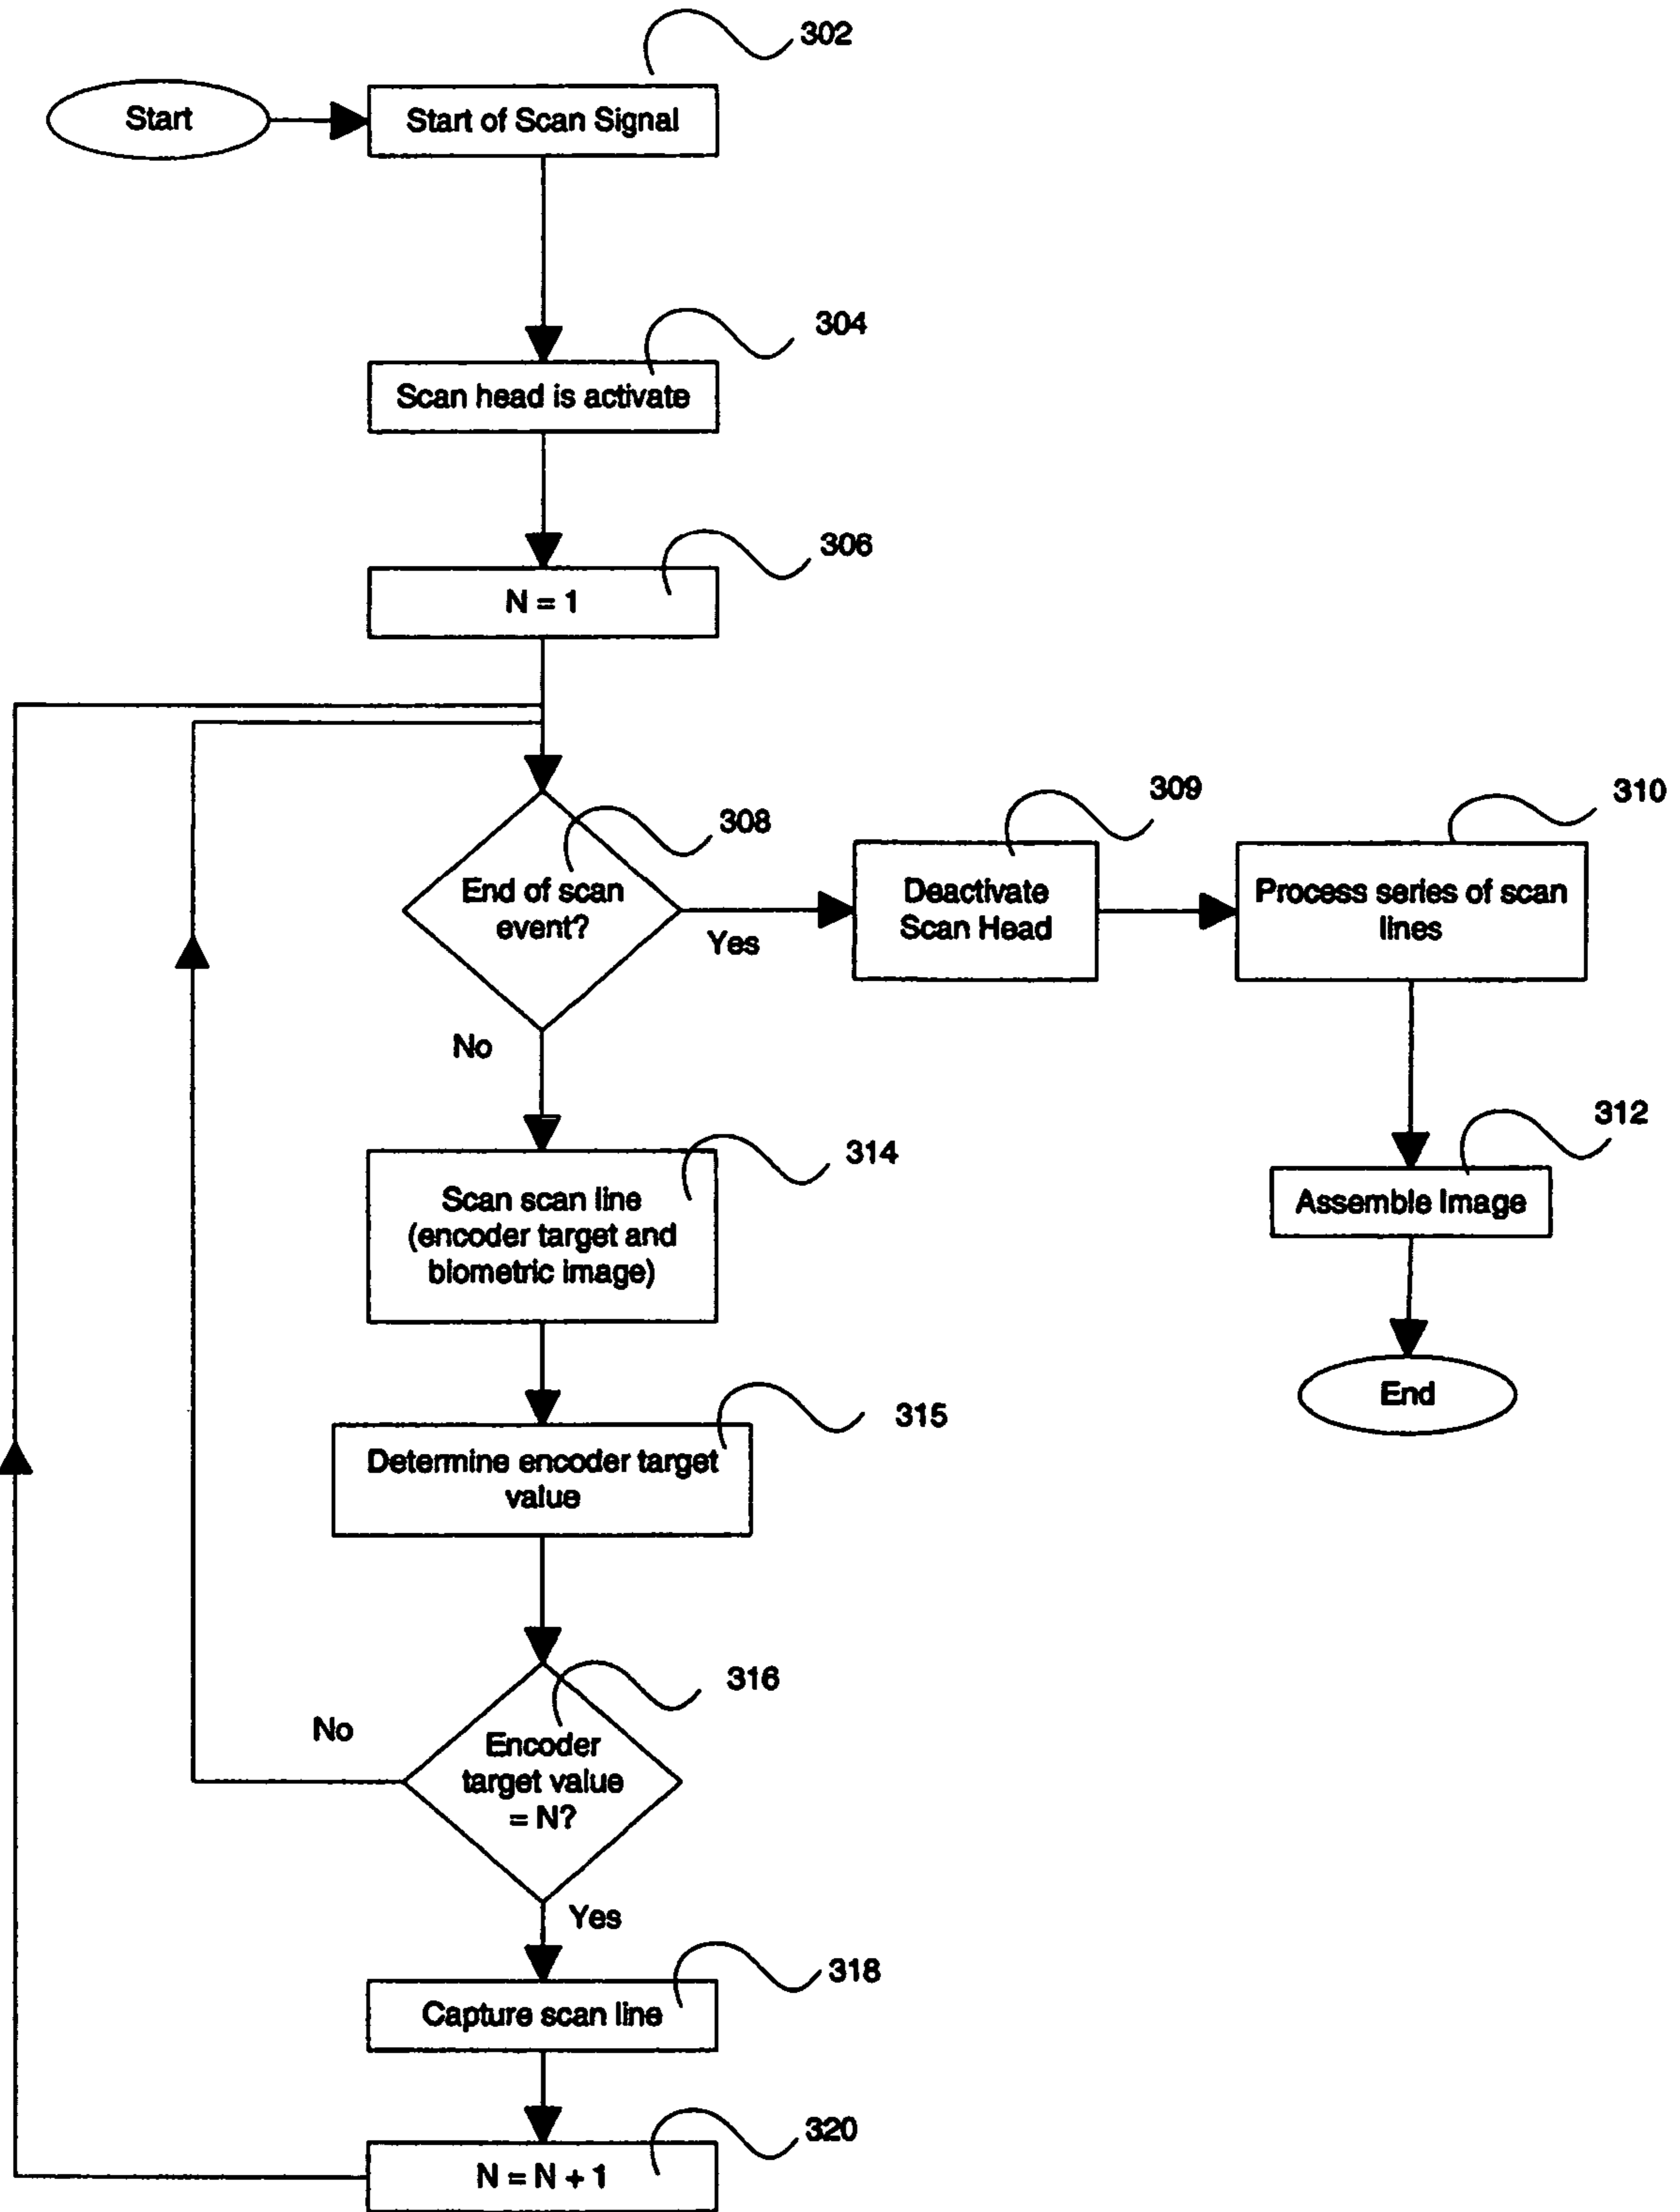 302
Start
Start of Scan Signal
304
Scan head is activate
306
N = 1
308
End of scan
event?
Yes
No
309
Deactivate
Scan Head
310
Process series of scan
lines
312
Assemble Image
End
314
Scan scan line
(encoder target and
biometric image)
315
Determine encoder target
value
316
Encoder
target value
= N?
No
Yes
318
Capture scan line
320
N = N + 1